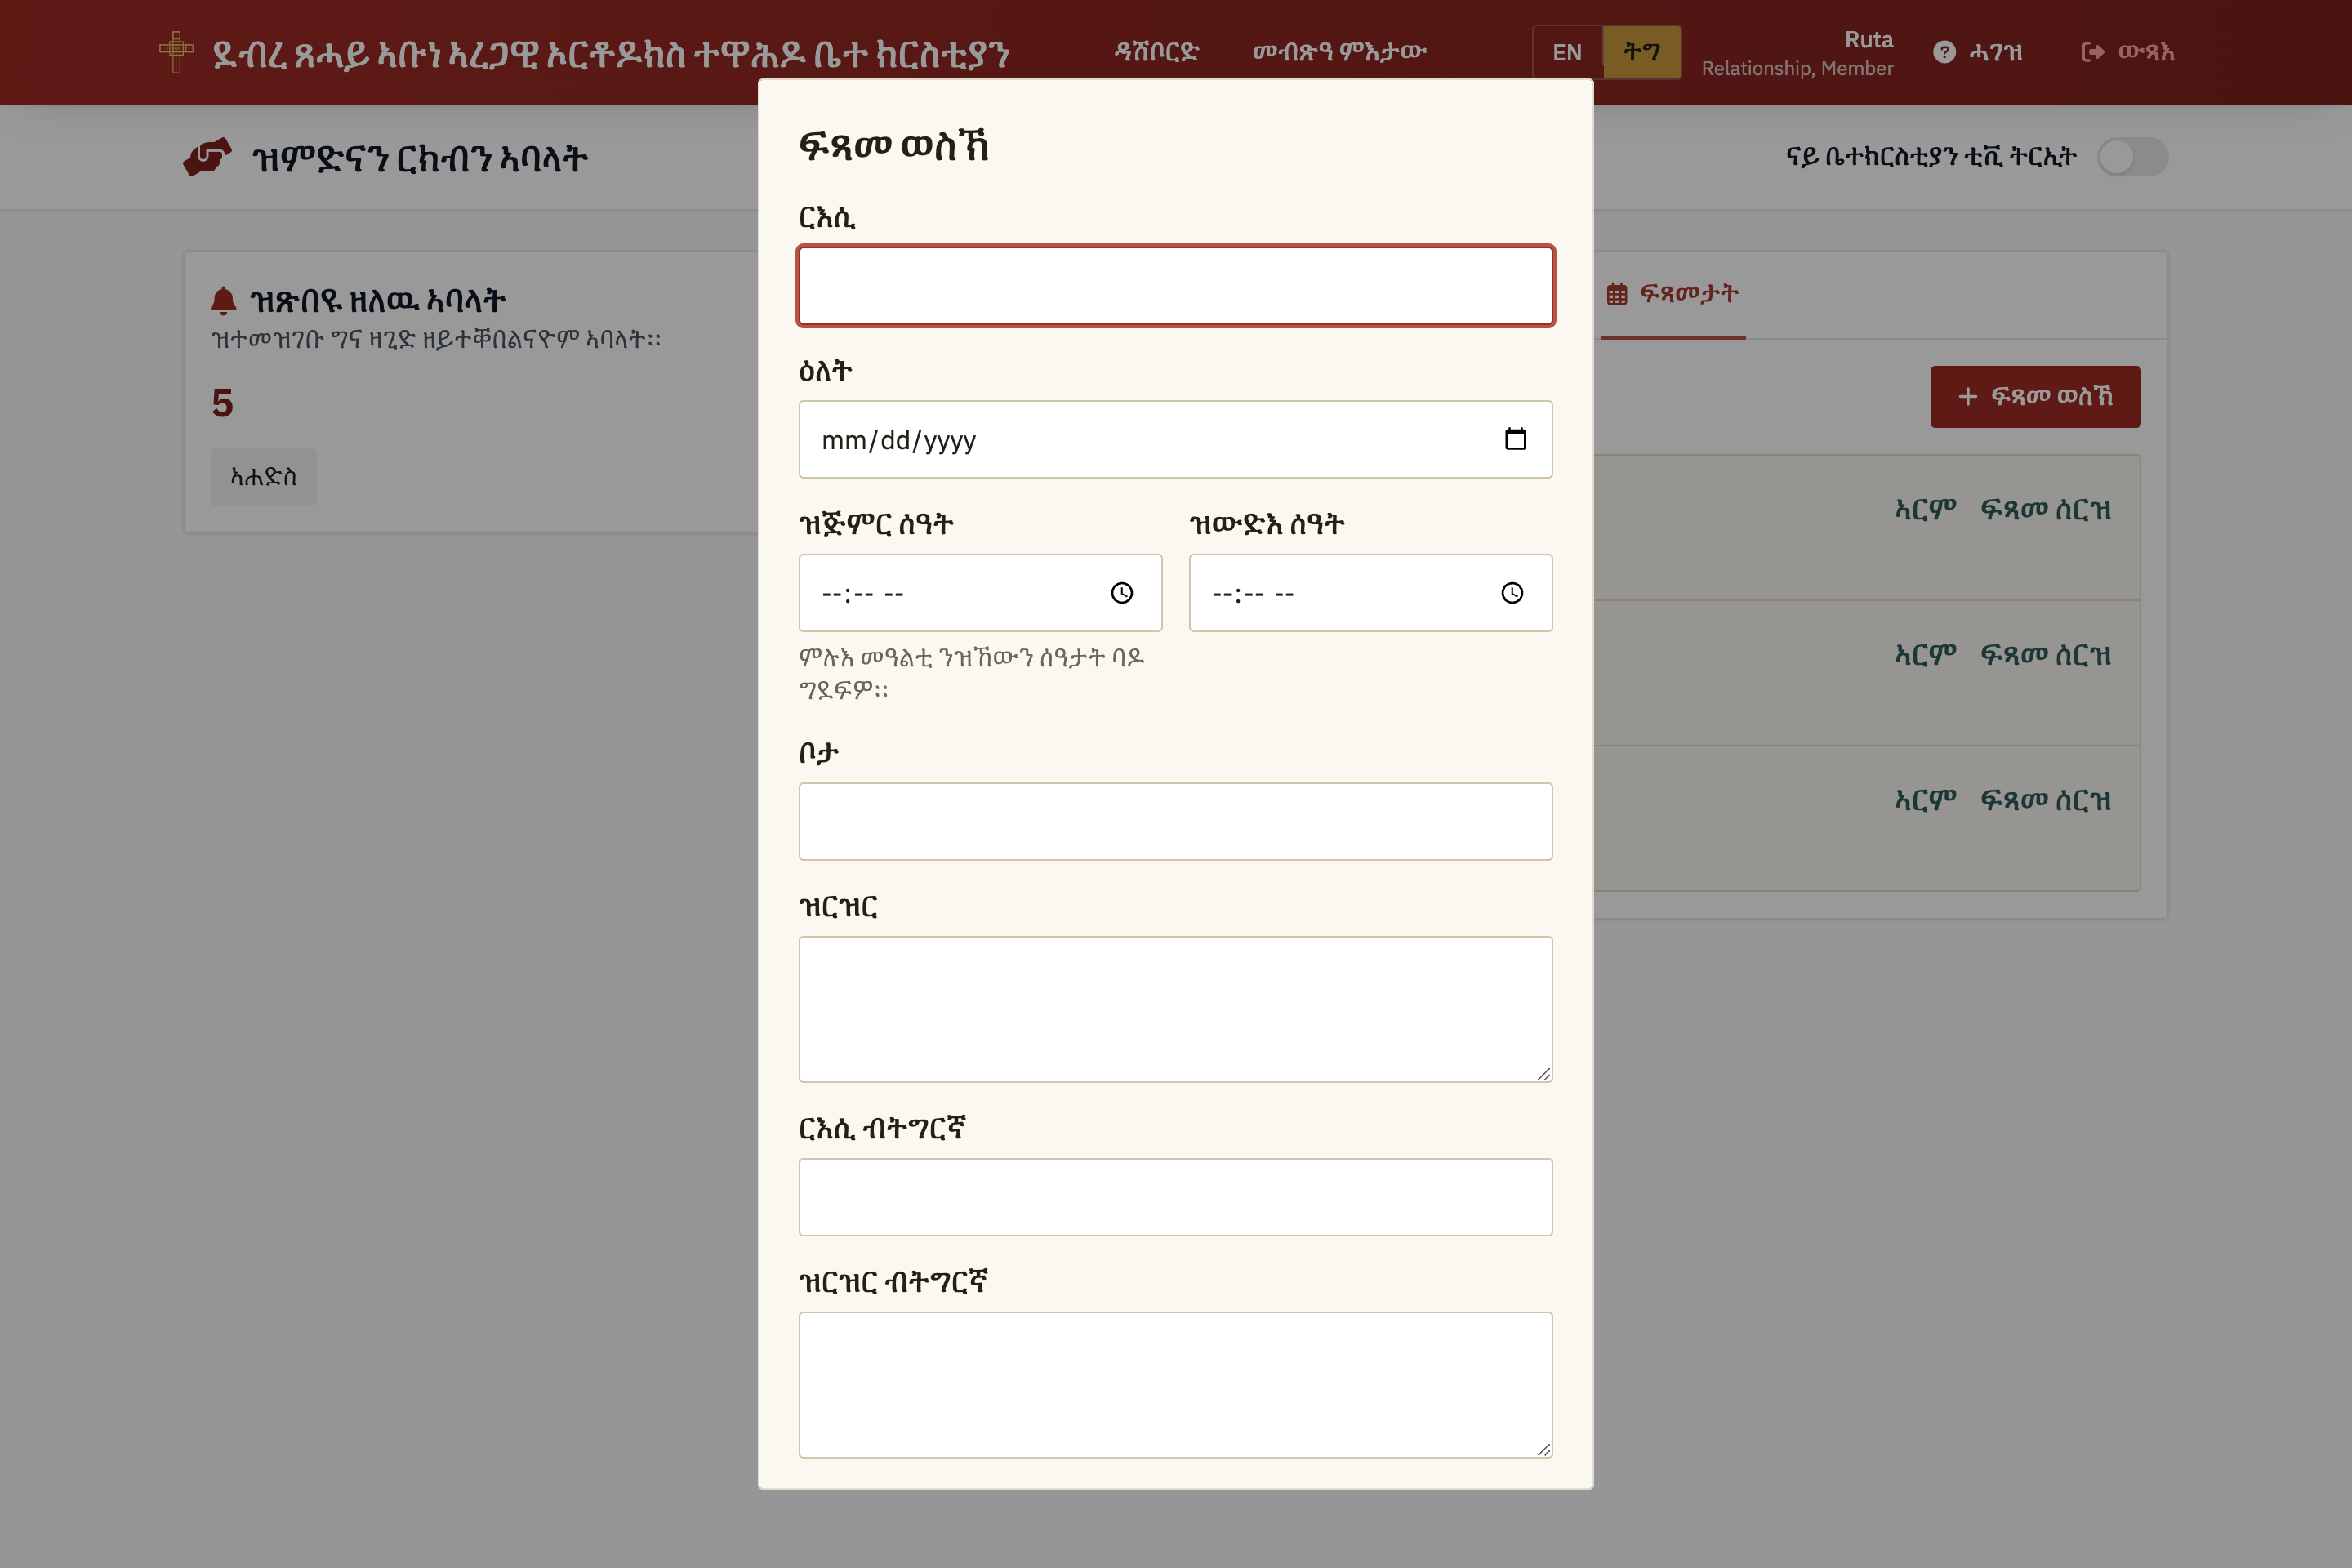 ደብረ ጸሓይ ኣቡነ ኣረጋዊ ኦርቶዶክስ ተዋሕዶ ቤተ ክርስቲያን
ዳሽቦርድ
መብጽዓ ምእታው
EN
ትግ
Ruta
Relationship, Member
ሓገዝ
ውጻእ
ዝምድናን ርክብን ኣባላት
ናይ ቤተክርስቲያን ቲቪ ትርኢት
ዝጽበዩ ዘለዉ ኣባላት
ዝተመዝገቡ ግና ዛጊድ ዘይተቐበልናዮም ኣባላት።
5
ኣሐድስ
ፍጻመታት
ፍጻመ ወስኽ
ኣርም
ፍጻመ ሰርዝ
ኣርም
ፍጻመ ሰርዝ
ኣርም
ፍጻመ ሰርዝ
ፍጻመ ወስኽ
ርእሲ
ዕለት
mm/dd/yyyy
ዝጅምር ሰዓት
ዝውድእ ሰዓት
--:-- --
--:-- --
ምሉእ መዓልቲ ንዝኸውን ሰዓታት ባዶ
ግደፍዎ።
ቦታ
ዝርዝር
ርእሲ ብትግርኛ
ዝርዝር ብትግርኛ